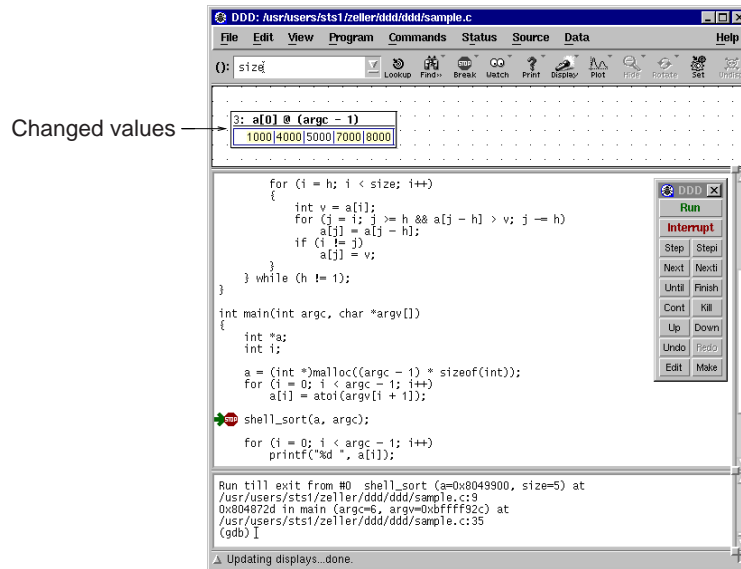 DDD: /usr/users/sts1/zeller/ddd/ddd/sample.c
File Edit View Program Commands Status Source Data Help
(): size
Lookup Find>> Break Watch Print Display Plot Hide Rotate Set Undisp
Changed values
3: a[0] @ (argc - 1)
1000 4000 5000 7000 8000
for (i = h; i < size; i++)
{
int v = a[i];
for (j = i; j >= h && a[j - h] > v; j -= h)
a[j] = a[j - h];
if (i != j)
a[j] = v;
}
} while (h != 1);
}
int main(int argc, char *argv[])
{
int *a;
int i;
a = (int *)malloc((argc - 1) * sizeof(int));
for (i = 0; i < argc - 1; i++)
a[i] = atoi(argv[i + 1]);
STOP shell_sort(a, argc);
for (i = 0; i < argc - 1; i++)
printf("%d ", a[i]);
DDD
Run
Interrupt
Step Stepi
Next Nexti
Until Finish
Cont Kill
Up Down
Undo Redo
Edit Make
Run till exit from #0 shell_sort (a=0x8049900, size=5) at
/usr/users/sts1/zeller/ddd/ddd/sample.c:9
0x804872d in main (argc=6, argv=0xbffff92c) at
/usr/users/sts1/zeller/ddd/ddd/sample.c:35
(gdb)
Updating displays...done.